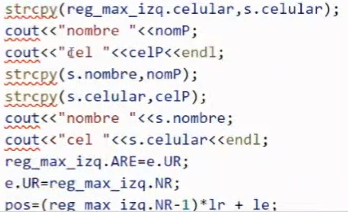 strcpy(reg_max_izq.celular,s.celular);
cout<<"nombre "<<nomP;
cout<<"cel "<<celP<<endl;
strcpy(s.nombre,nomP);
strcpy(s.celular,celP);
cout<<"nombre "<<s.nombre;
cout<<"cel "<<s.celular<<endl;
reg_max_izq.ARE=e.UR;
e.UR=reg_max_izq.NR;
pos=(reg_max_izq.NR-1)*lr + le;